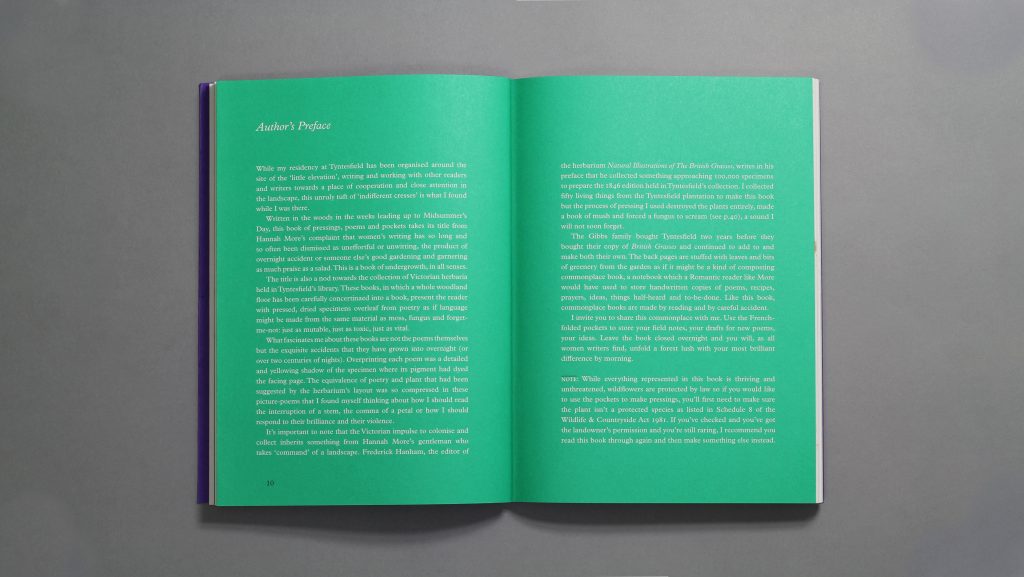 Author's Preface
While my residency at Tyntesfield has been organised around the
site of the 'little elevation', writing and working with other readers
and writers towards a place of cooperation and close attention in
the landscape, this unruly tuft of 'indifferent cresses' is what I found
while I was there.
Written in the woods in the weeks leading up to Midsummer's
Day, this book of pressings, poems and pockets takes its title from
Hannah More's complaint that women's writing has so long and
so often been dismissed as uneffortful or unwitting, the product of
overnight accident or someone else's good gardening and garnering
as much praise as a salad. This is a book of undergrowth, in all senses.
The title is also a nod towards the collection of Victorian herbaria
held in Tyntesfield's library. These books, in which a whole woodland
floor has been carefully concertinaed into a book, present the reader
with pressed, dried specimens overleaf from poetry as if language
might be made from the same material as moss, fungus and forget-
me-not: just as mutable, just as toxic, just as vital.
What fascinates me about these books are not the poems themselves
but the exquisite accidents that they have grown into overnight (or
over two centuries of nights). Overprinting each poem was a detailed
and yellowing shadow of the specimen where its pigment had dyed
the facing page. The equivalence of poetry and plant that had been
suggested by the herbarium's layout was so compressed in these
picture-poems that I found myself thinking about how I should read
the interruption of a stem, the comma of a petal or how I should
respond to their brilliance and their violence.
It's important to note that the Victorian impulse to colonise and
collect inherits something from Hannah More's gentleman who
takes 'command' of a landscape. Frederick Hanham, the editor of
10
the herbarium Natural Illustrations of The British Grasses, writes in his
preface that he collected something approaching 100,000 specimens
to prepare the 1846 edition held in Tyntesfield's collection. I collected
fifty living things from the Tyntesfield plantation to make this book
but the process of pressing I used destroyed the plants entirely, made
a book of mush and forced a fungus to scream (see p.40), a sound I
will not soon forget.
The Gibbs family bought Tyntesfield two years before they
bought their copy of British Grasses and continued to add to and
make both their own. The back pages are stuffed with leaves and bits
of greenery from the garden as if it might be a kind of composting
commonplace book, a notebook which a Romantic reader like More
would have used to store handwritten copies of poems, recipes,
prayers, ideas, things half-heard and to-be-done. Like this book,
commonplace books are made by reading and by careful accident.
I invite you to share this commonplace with me. Use the French-
folded pockets to store your field notes, your drafts for new poems,
your ideas. Leave the book closed overnight and you will, as all
women writers find, unfold a forest lush with your most brilliant
difference by morning.
NOTE: While everything represented in this book is thriving and
unthreatened, wildflowers are protected by law so if you would like
to use the pockets to make pressings, you'll first need to make sure
the plant isn't a protected species as listed in Schedule 8 of the
Wildlife & Countryside Act 1981. If you've checked and you've got
the landowner's permission and you're still raring, I recommend you
read this book through again and then make something else instead.